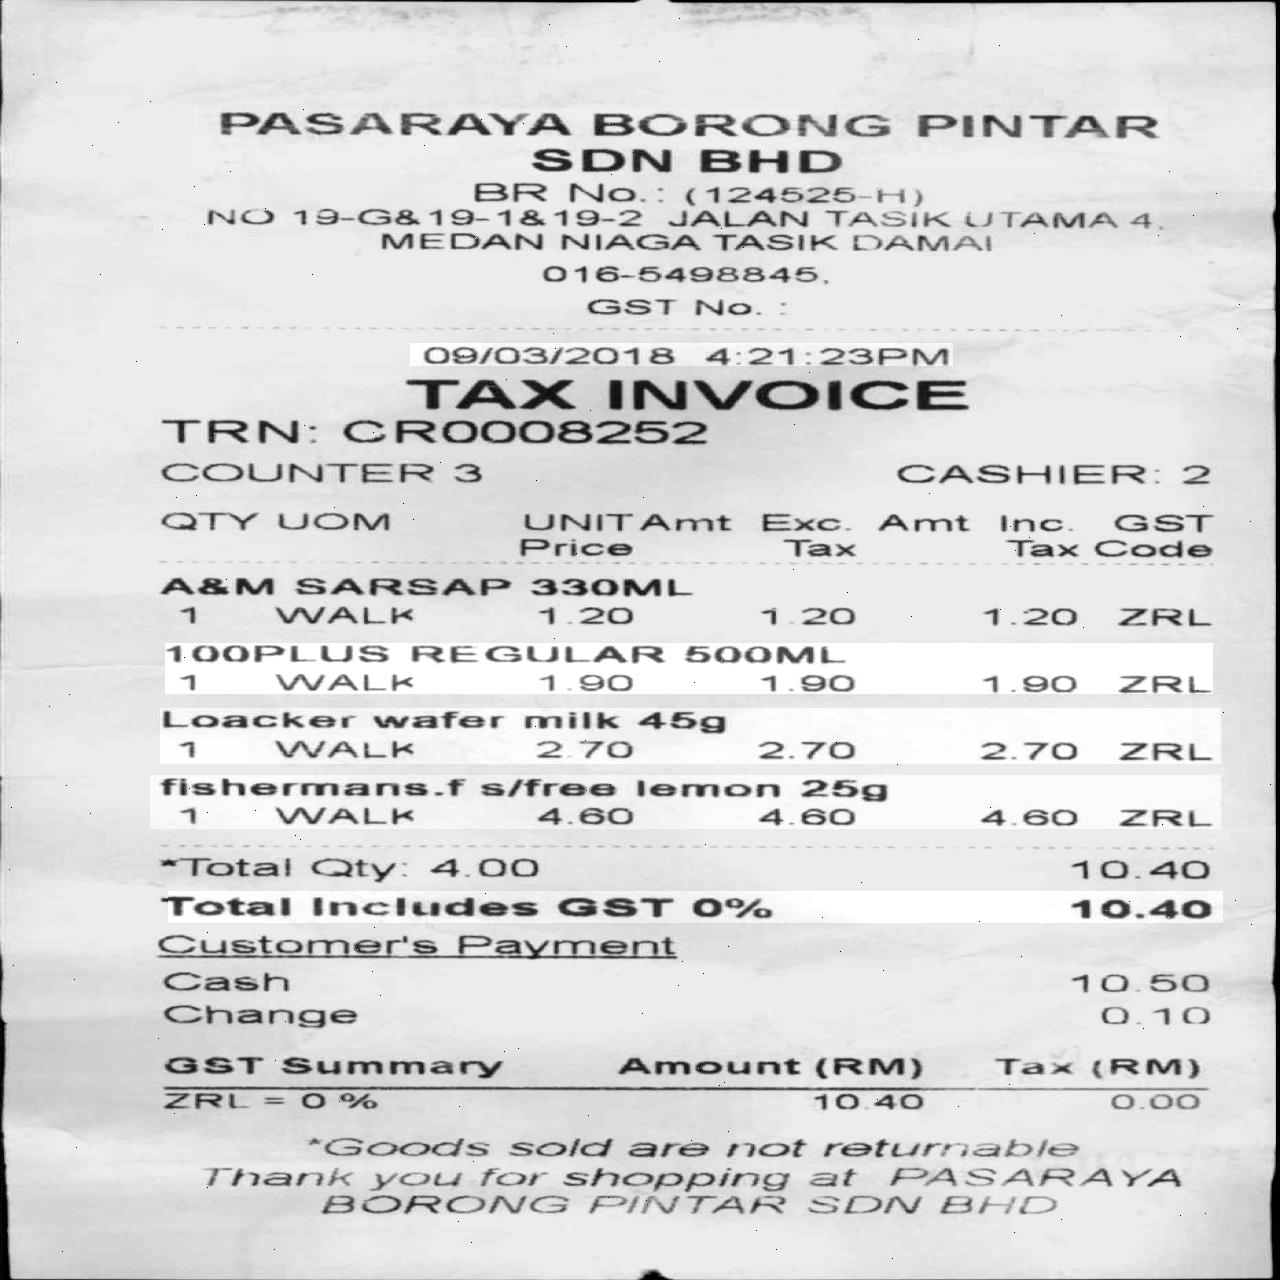 PASARAYA BORONG PINTAR
SDN BHD
BR No.: (124525-H)
NO 19-G&19-1&19-2 JALAN TASIK UTAMA 4,
MEDAN NIAGA TASIK DAMAI
016-5498845,
GST No. :
09/03/2018 4:21:23PM
TAX INVOICE
TRN: CR0008252
COUNTER 3 CASHIER: 2
QTY UOM UNIT Amt Exc. Amt Inc. GST
Price Tax Tax Code
A&M SARSAP 330ML
1 WALK 1.20 1.20 1.20 ZRL
100PLUS REGULAR 500ML
1 WALK 1.90 1.90 1.90 ZRL
Loacker wafer milk 45g
1 WALK 2.70 2.70 2.70 ZRL
fishermans.f s/free lemon 25g
1 WALK 4.60 4.60 4.60 ZRL
*Total Qty: 4.00 10.40
Total Includes GST 0% 10.40
Customer's Payment
Cash 10.50
Change 0.10
GST Summary Amount (RM) Tax (RM)
ZRL = 0 % 10.40 0.00
*Goods sold are not returnable
Thank you for shopping at PASARAYA
BORONG PINTAR SDN BHD